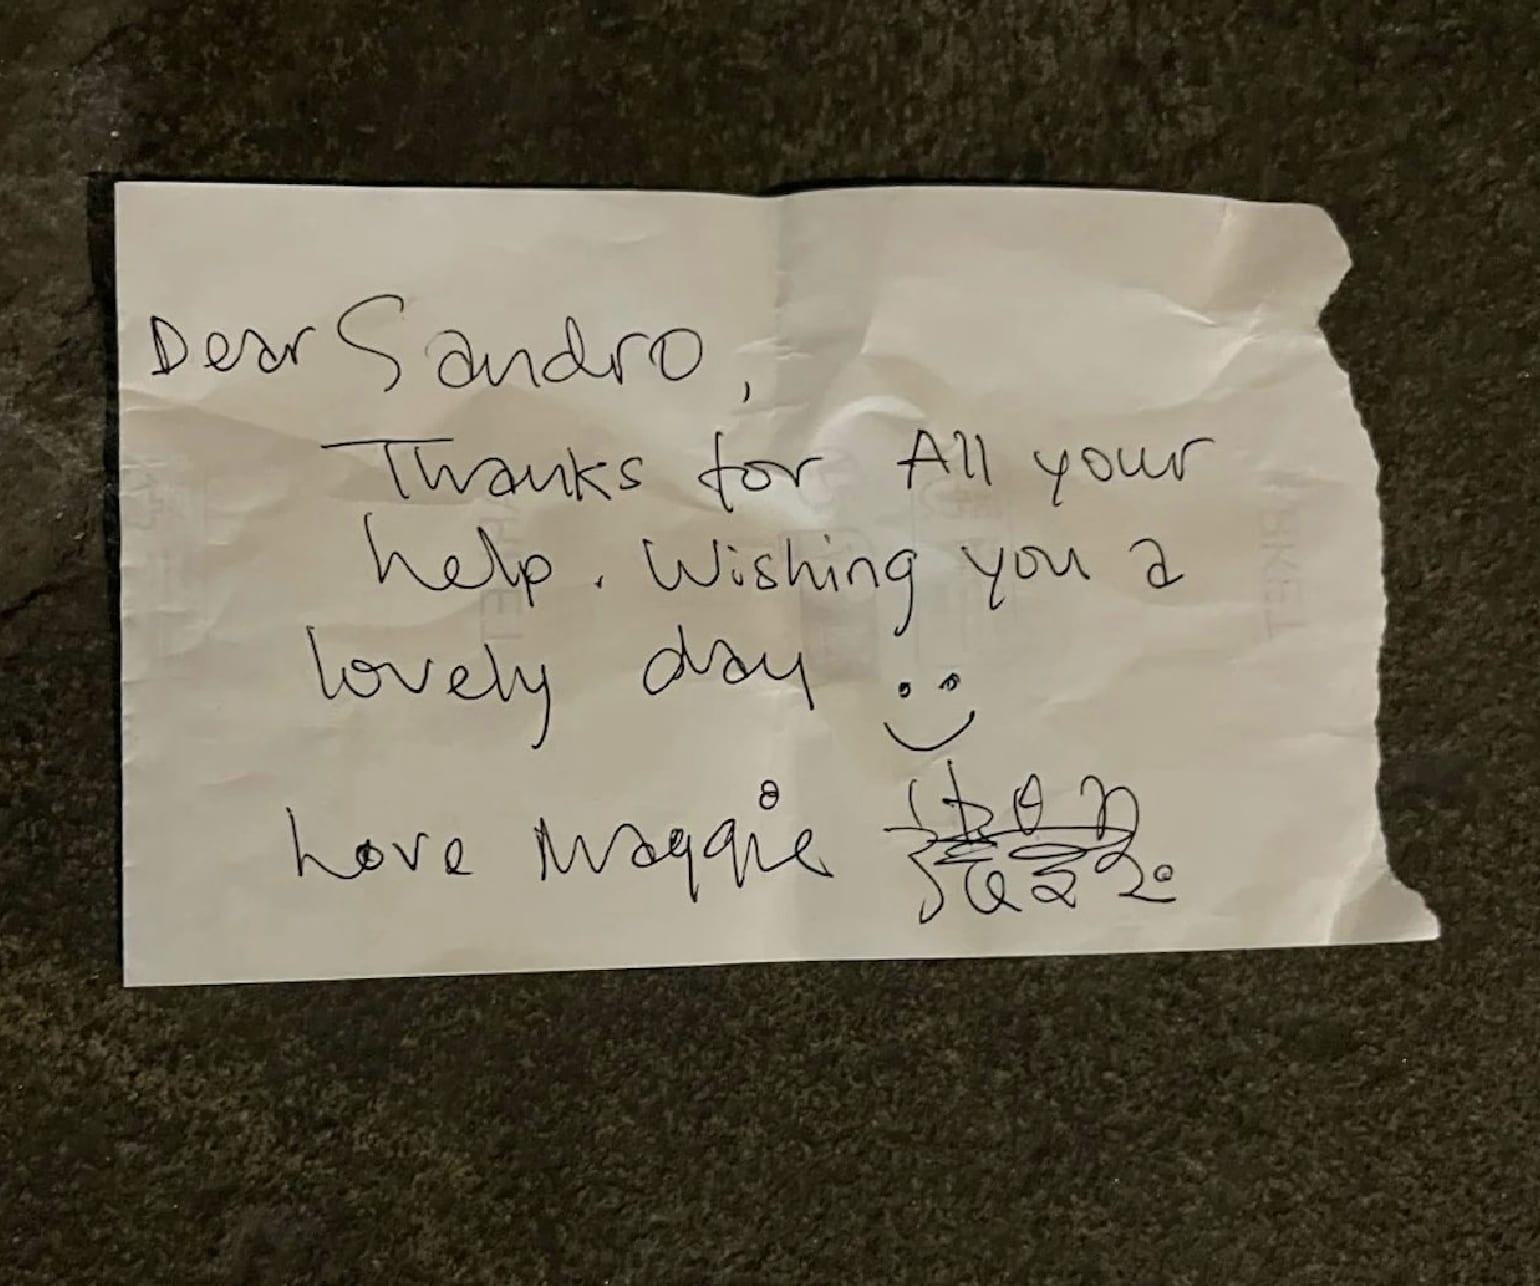 Dear Sandro,
Thanks for All your
help. Wishing you a
lovely day
Love Maggie